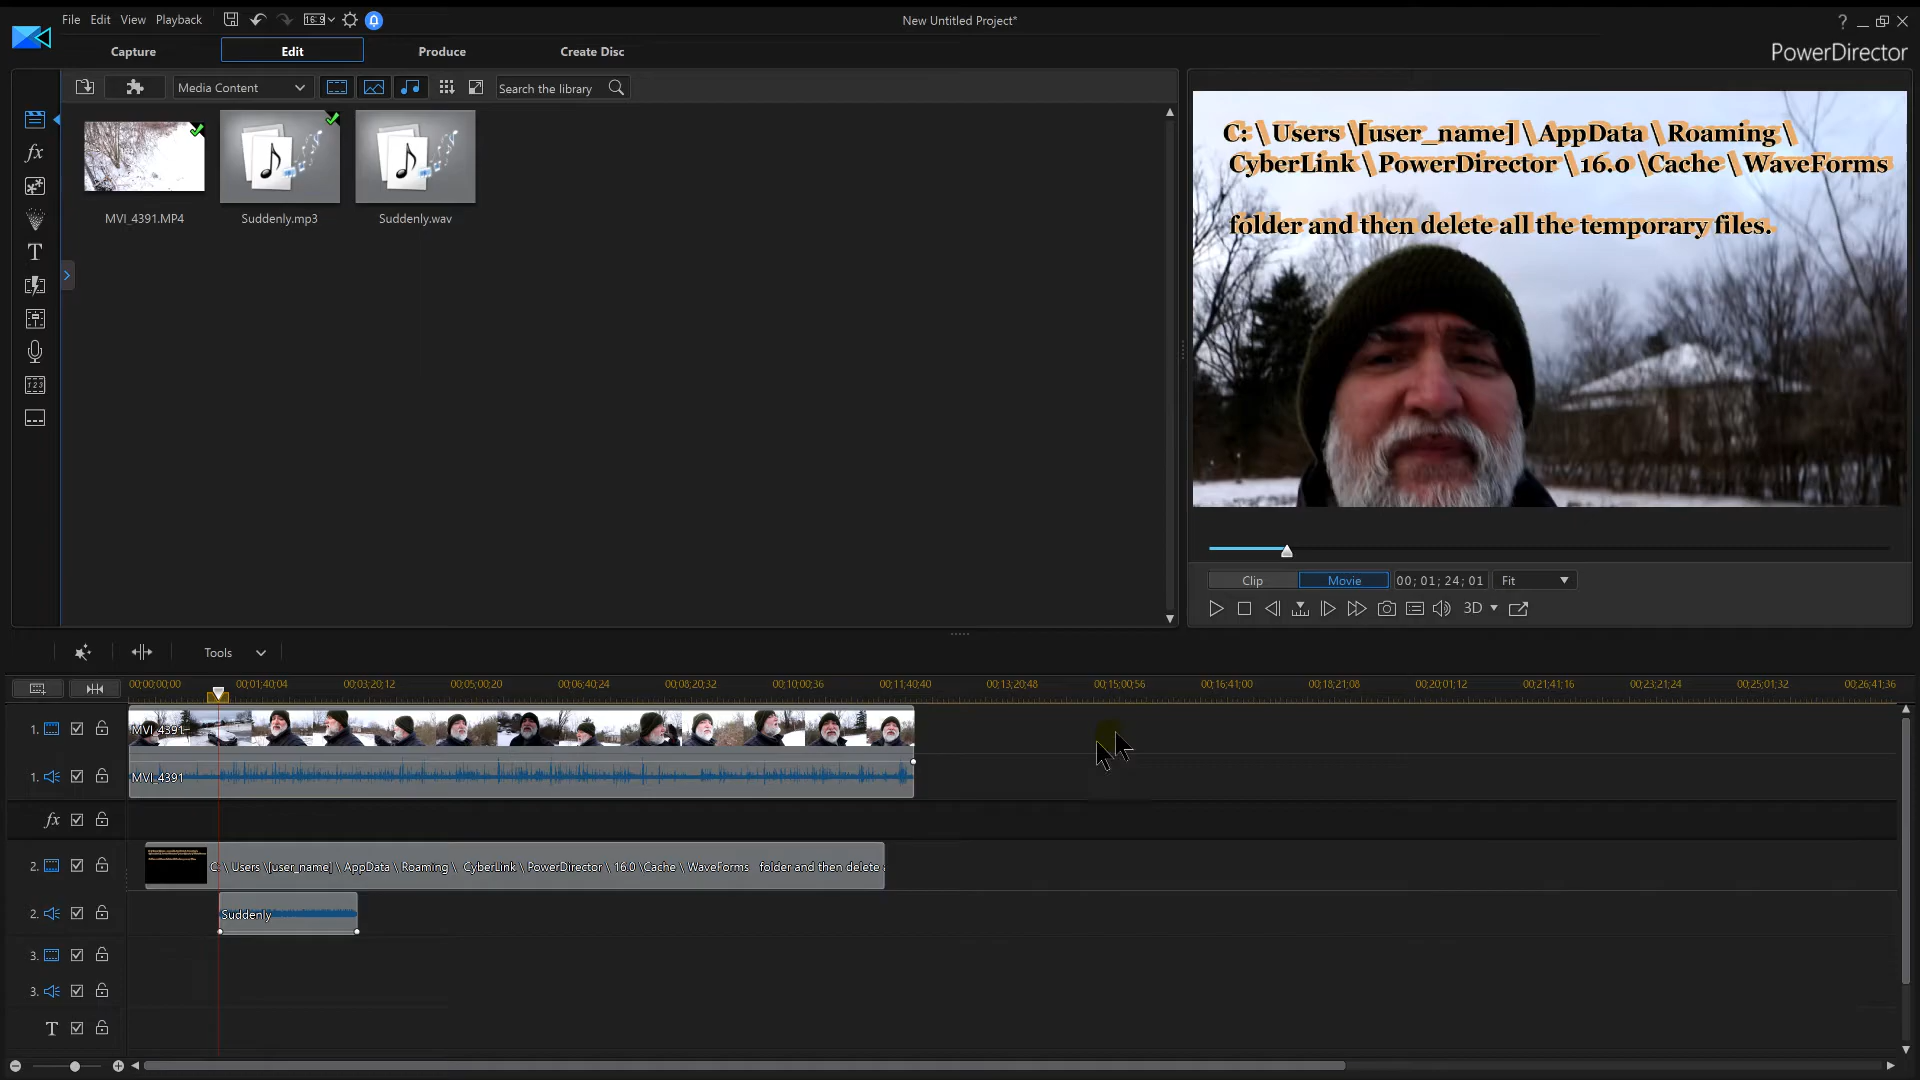 File Edit View Playback 16:9 New Untitled Project* ?
Capture Edit Produce Create Disc PowerDirector
Media Content Search the library
MVI_4391.MP4 Suddenly.mp3 Suddenly.wav
C: \ Users \[user_name] \ AppData \ Roaming \
CyberLink \ PowerDirector \ 16.0 \Cache \ WaveForms
folder and then delete all the temporary files.
Clip Movie 00; 01; 24; 01 Fit
3D
Tools
00;00;00;00 00;01;40;04 00;03;20;12 00;05;00;20 00;06;40;24 00;08;20;32 00;10;00;36 00;11;40;40 00;13;20;48 00;15;00;56 00;16;41;00 00;18;21;08 00;20;01;12 00;21;41;16 00;23;21;24 00;25;01;32 00;26;41;36
1. MVI_4391
1. MVI_4391
fx
2. C: \ Users \[user_name] \ AppData \ Roaming \ CyberLink \ PowerDirector \ 16.0 \Cache \ WaveForms folder and then delete
2. Suddenly
3.
3.
T